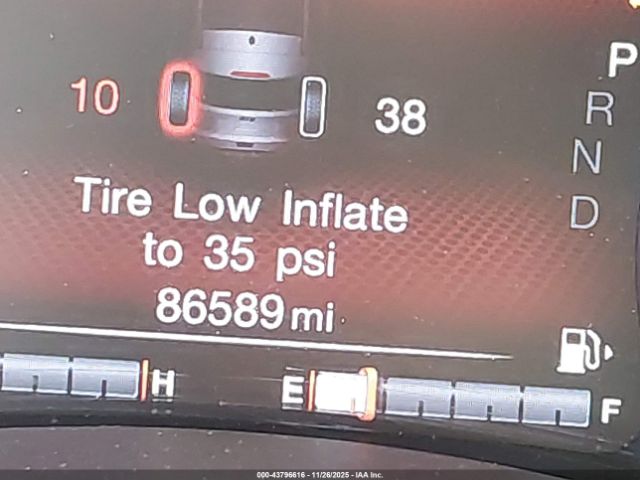 P
R
N
D
10 38
Tire Low Inflate
to 35 psi
86589 mi
H E F
000-43796616 - 11/26/2025 - IAA Inc.